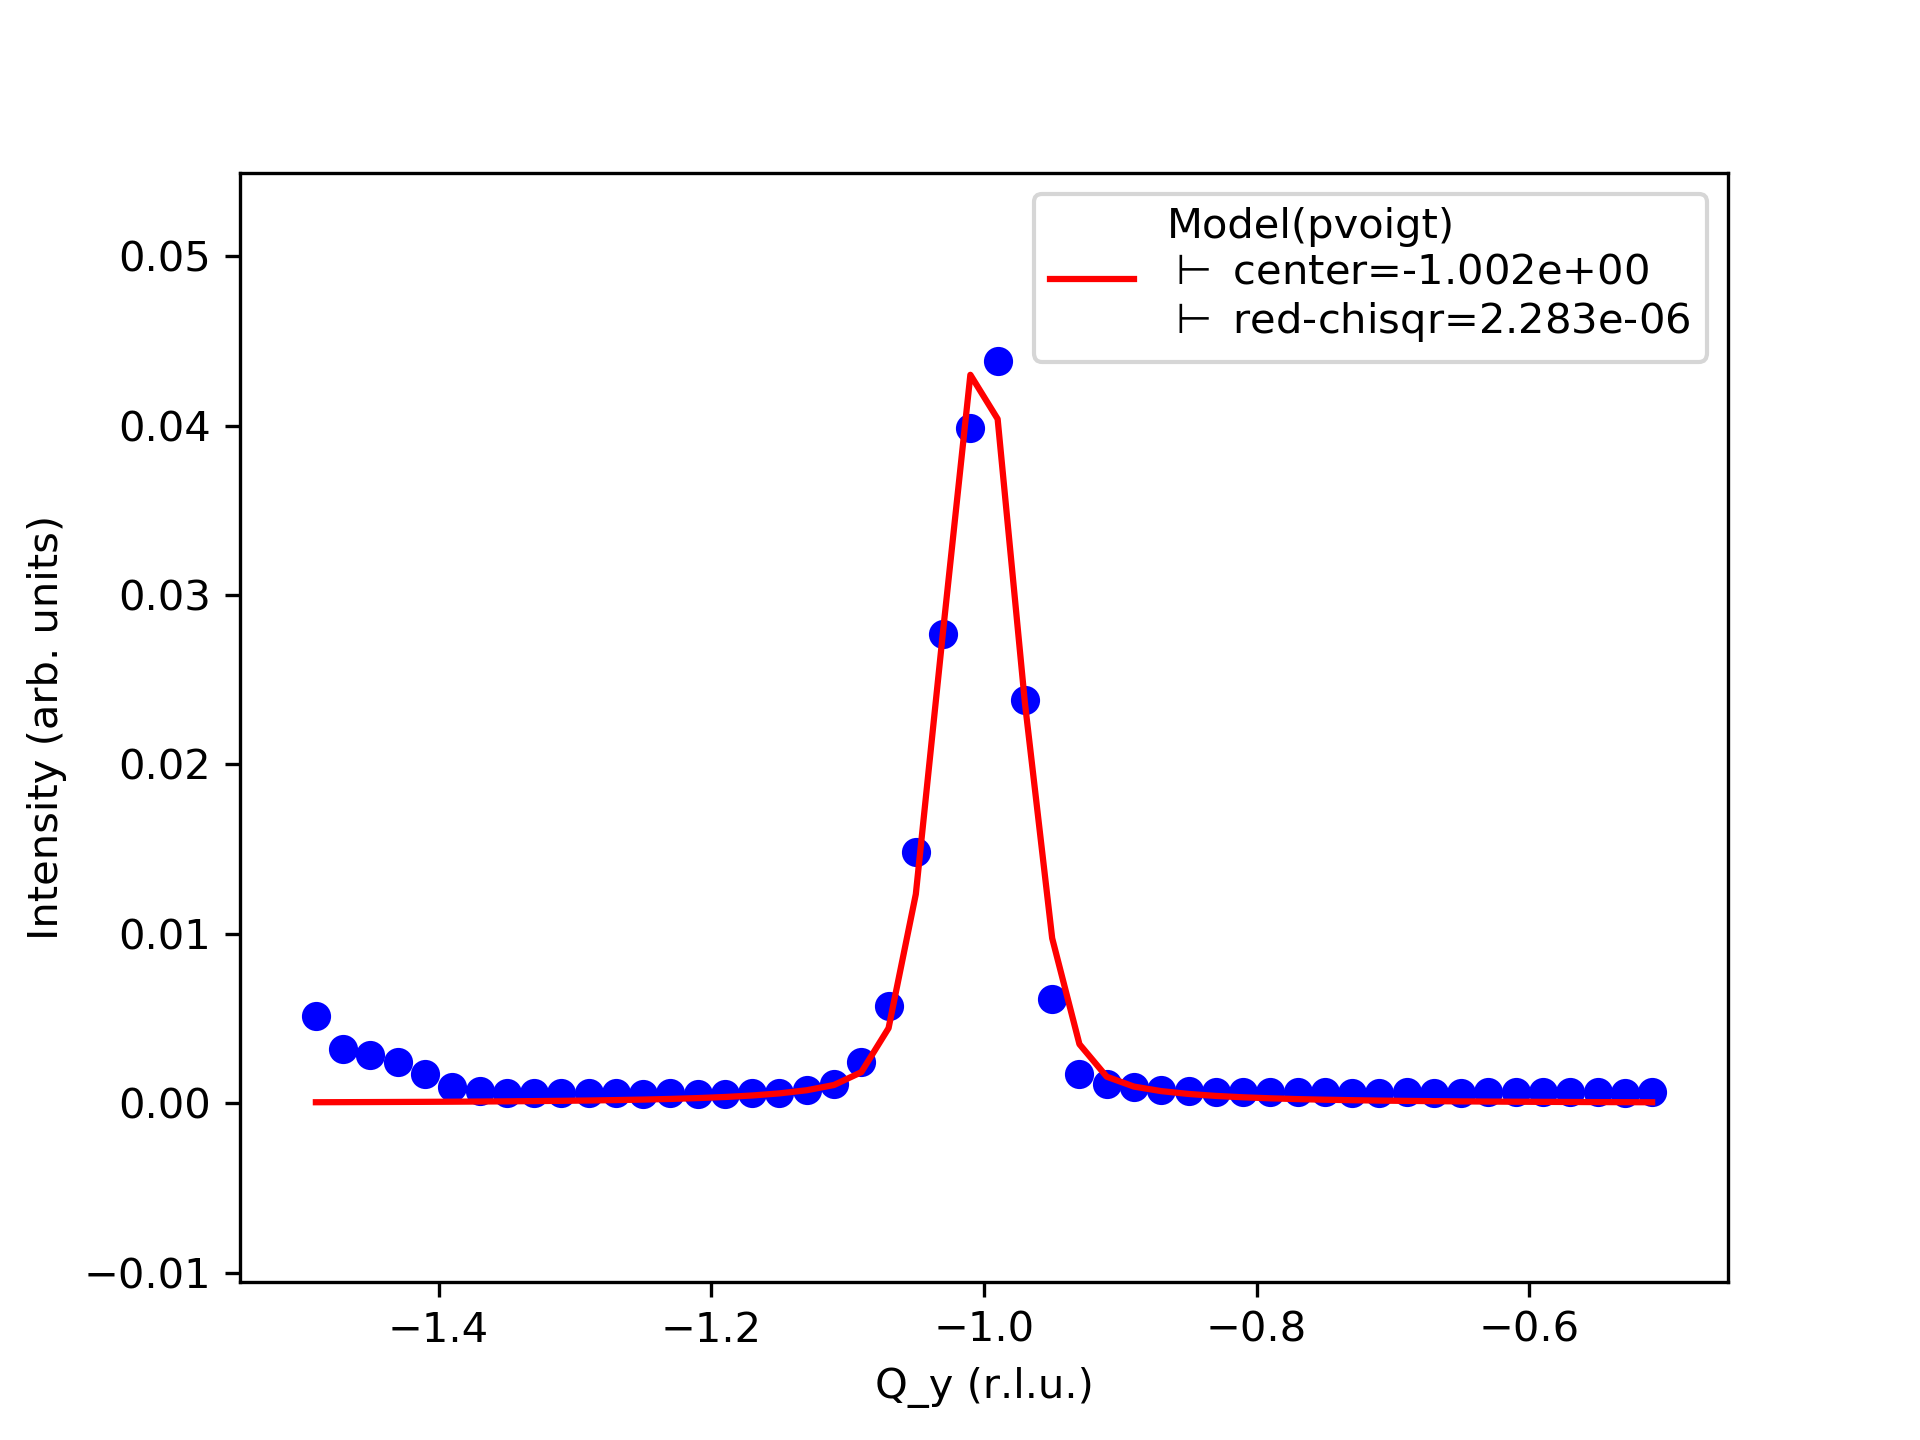 Model(pvoigt)
⊢ center=-1.002e+00
⊢ red-chisqr=2.283e-06
0.05
0.04
0.03
0.02
0.01
0.00
−0.01
Intensity (arb. units)
−1.4 −1.2 −1.0 −0.8 −0.6
Q_y (r.l.u.)